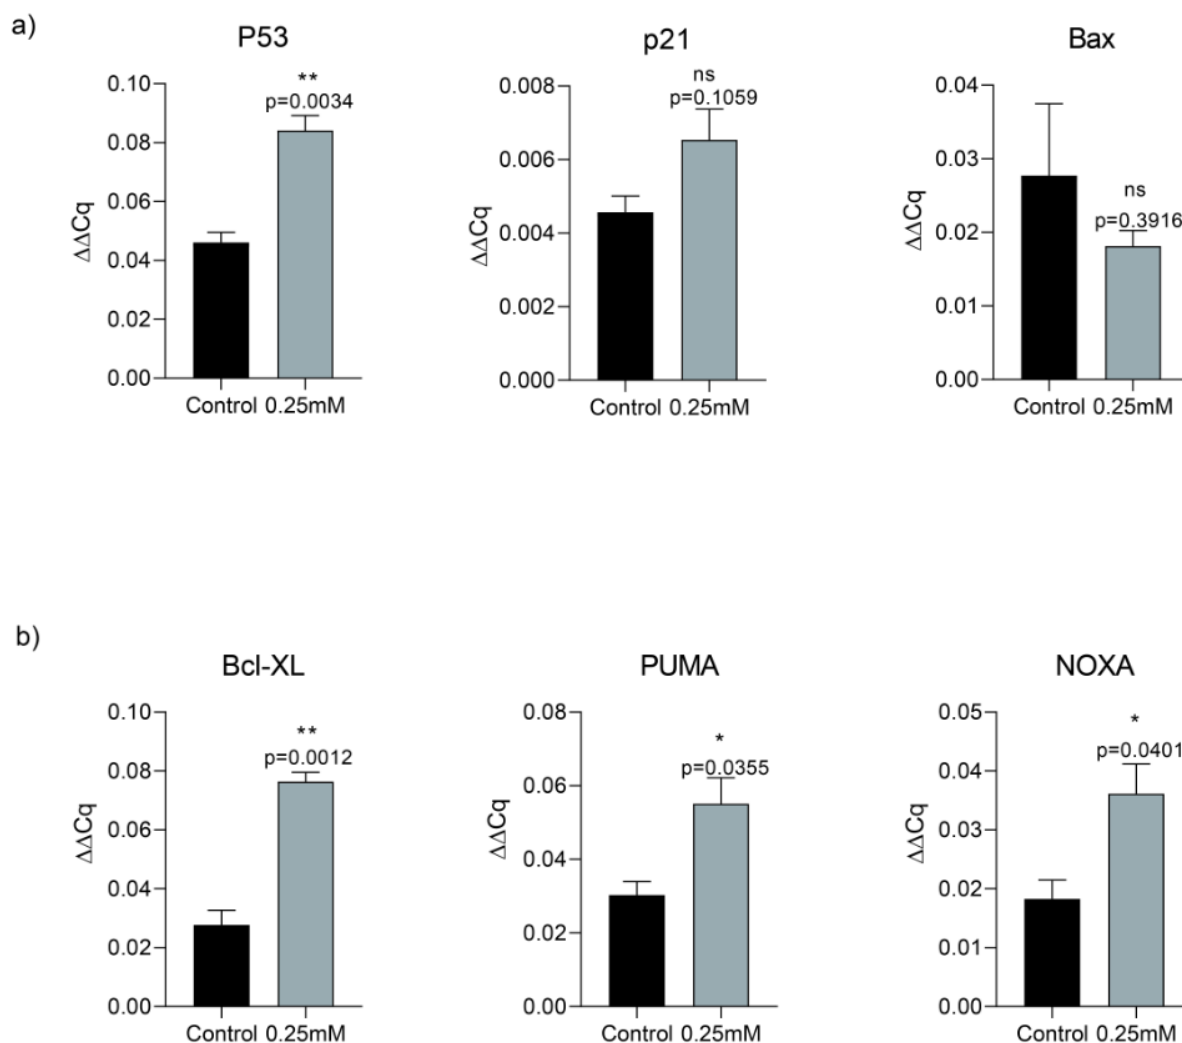 a)
P53
**
p=0.0034
ΔΔCq
0.10
0.08
0.06
0.04
0.02
0.00
Control 0.25mM
p21
ns
p=0.1059
ΔΔCq
0.008
0.006
0.004
0.002
0.000
Control 0.25mM
Bax
ns
p=0.3916
ΔΔCq
0.04
0.03
0.02
0.01
0.00
Control 0.25mM
b)
Bcl-XL
**
p=0.0012
ΔΔCq
0.10
0.08
0.06
0.04
0.02
0.00
Control 0.25mM
PUMA
*
p=0.0355
ΔΔCq
0.08
0.06
0.04
0.02
0.00
Control 0.25mM
NOXA
*
p=0.0401
ΔΔCq
0.05
0.04
0.03
0.02
0.01
0.00
Control 0.25mM